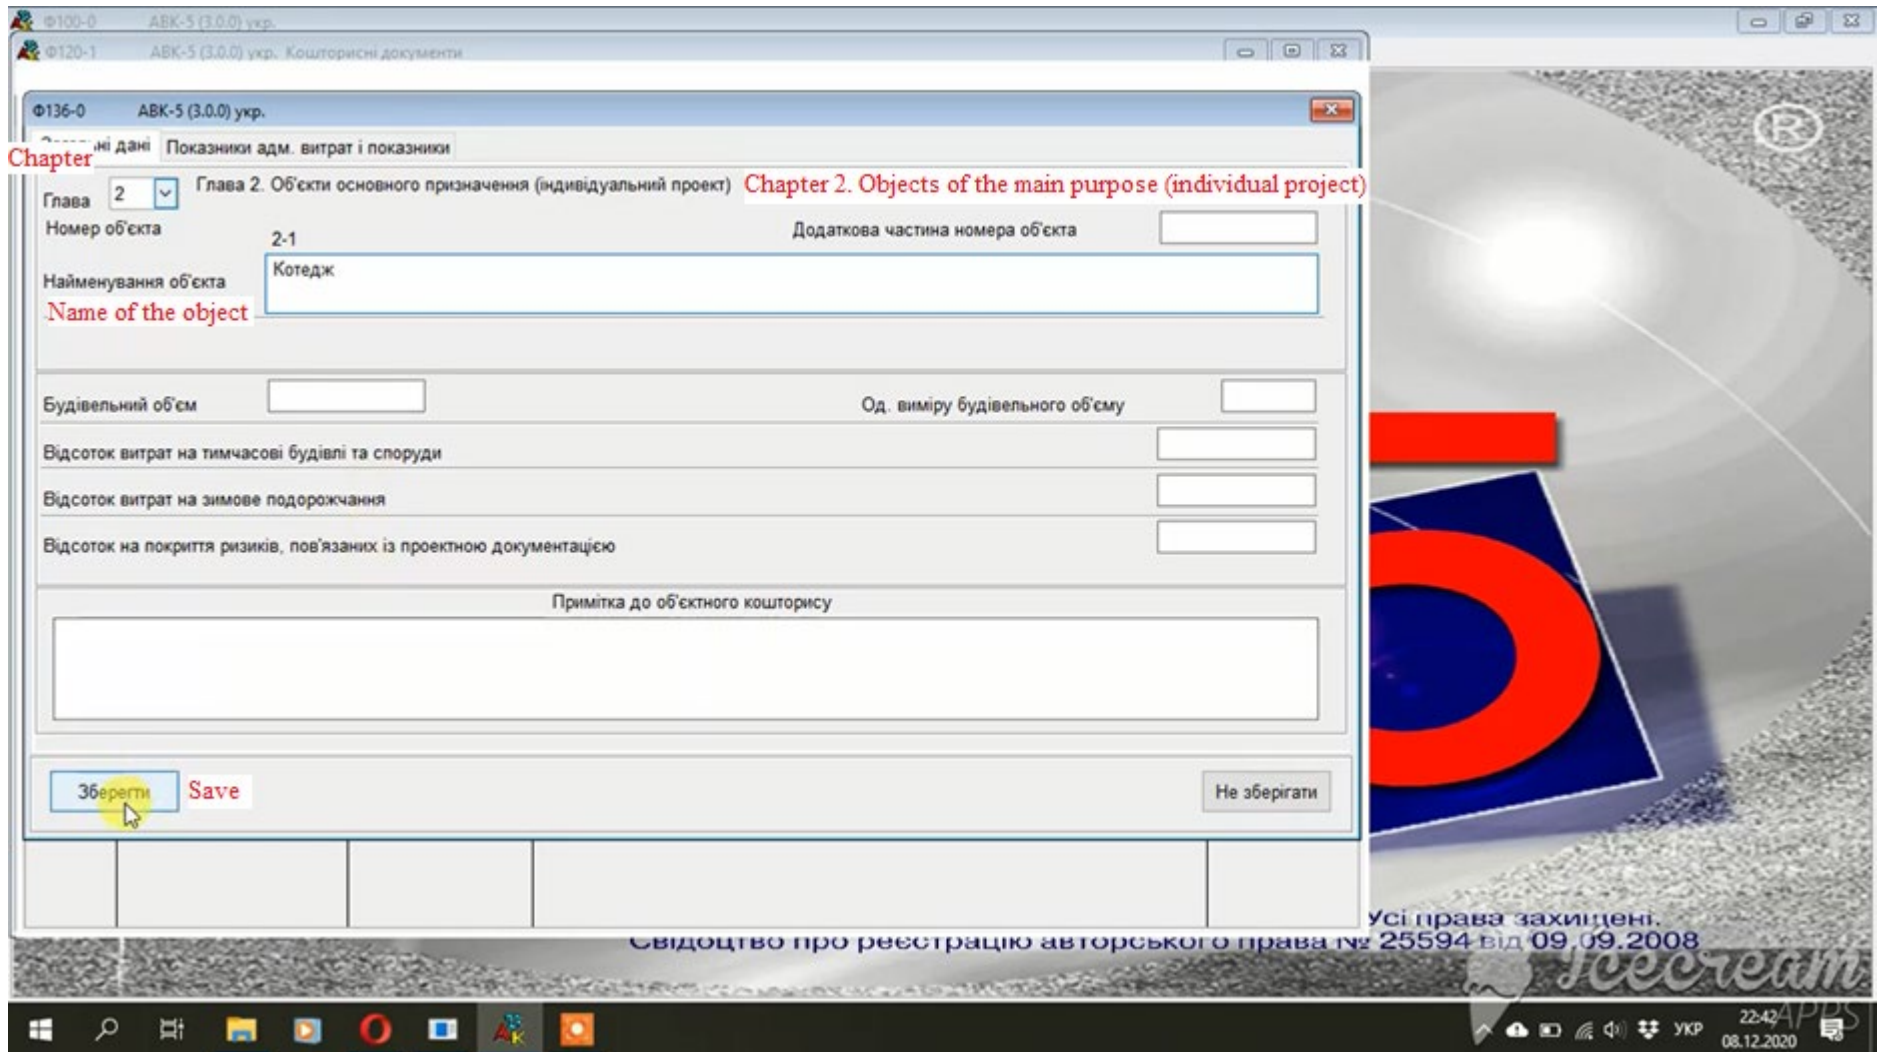 Ф100-0 АВК-5 (3.0.0) укр.
Ф120-1 АВК-5 (3.0.0) укр. Кошторисні документи
Ф136-0 АВК-5 (3.0.0) укр.
дані Показники адм. витрат і показники
Chapter
Глава 2 Глава 2. Об'єкти основного призначення (індивідуальний проект) Chapter 2. Objects of the main purpose (individual project)
Номер об'єкта 2-1 Додаткова частина номера об'єкта
Найменування об'єкта Котедж
Name of the object
Будівельний об'єм Од. виміру будівельного об'єму
Відсоток витрат на тимчасові будівлі та споруди
Відсоток витрат на зимове подорожчання
Відсоток на покриття ризиків, пов'язаних із проектною документацією
Примітка до об'єктного кошторису
Зберегти Save Не зберігати
Усі права захищені.
Свідоцтво про реєстрацію авторського права № 25594 від 09.09.2008
Icecream
APPS
УКР 22:42
08.12.2020